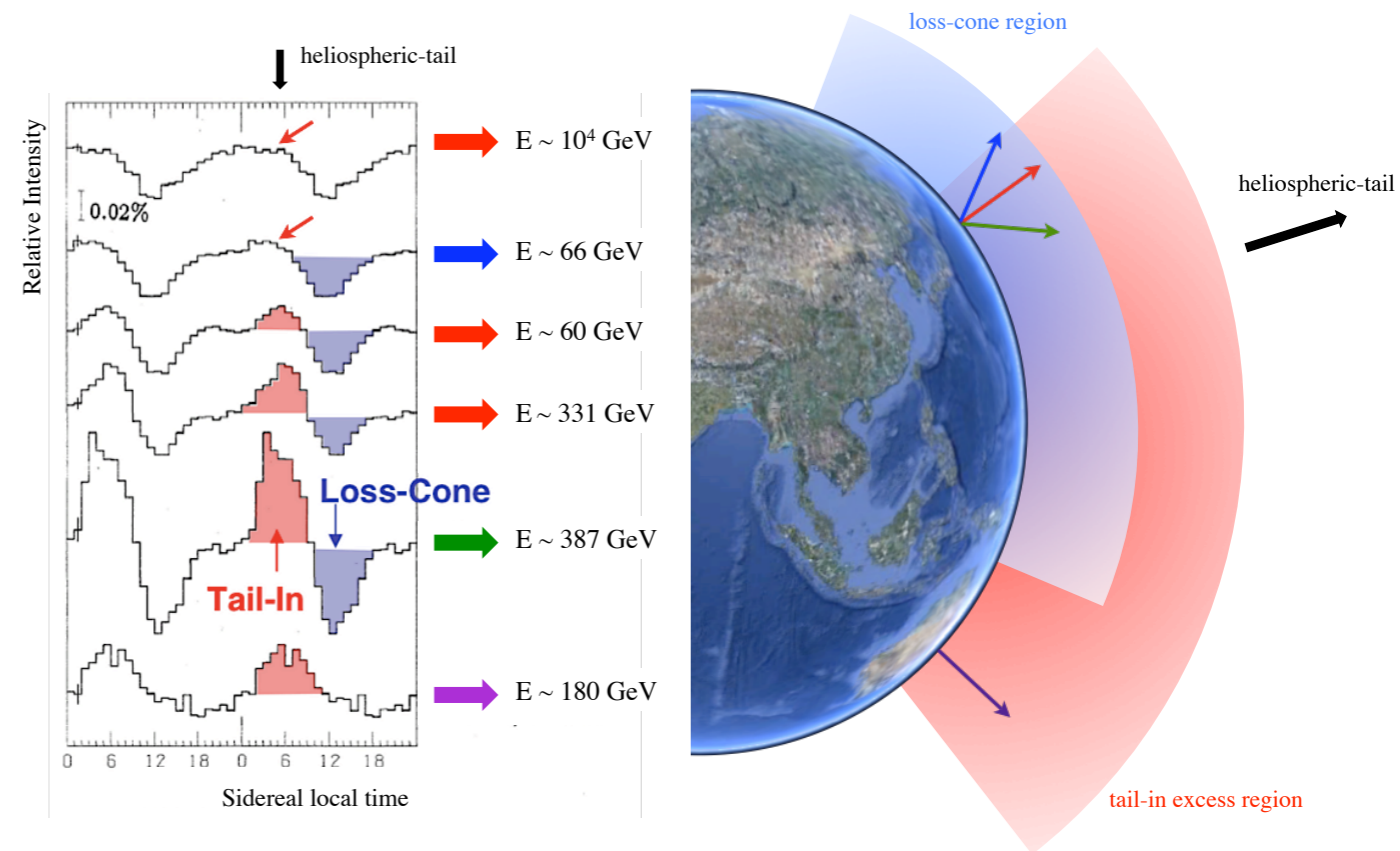 heliospheric-tail
Relative Intensity
0.02%
E ~ 10⁴ GeV
E ~ 66 GeV
E ~ 60 GeV
E ~ 331 GeV
Loss-Cone
E ~ 387 GeV
Tail-In
E ~ 180 GeV
0 6 12 18 0 6 12 18
Sidereal local time
loss-cone region
heliospheric-tail
tail-in excess region